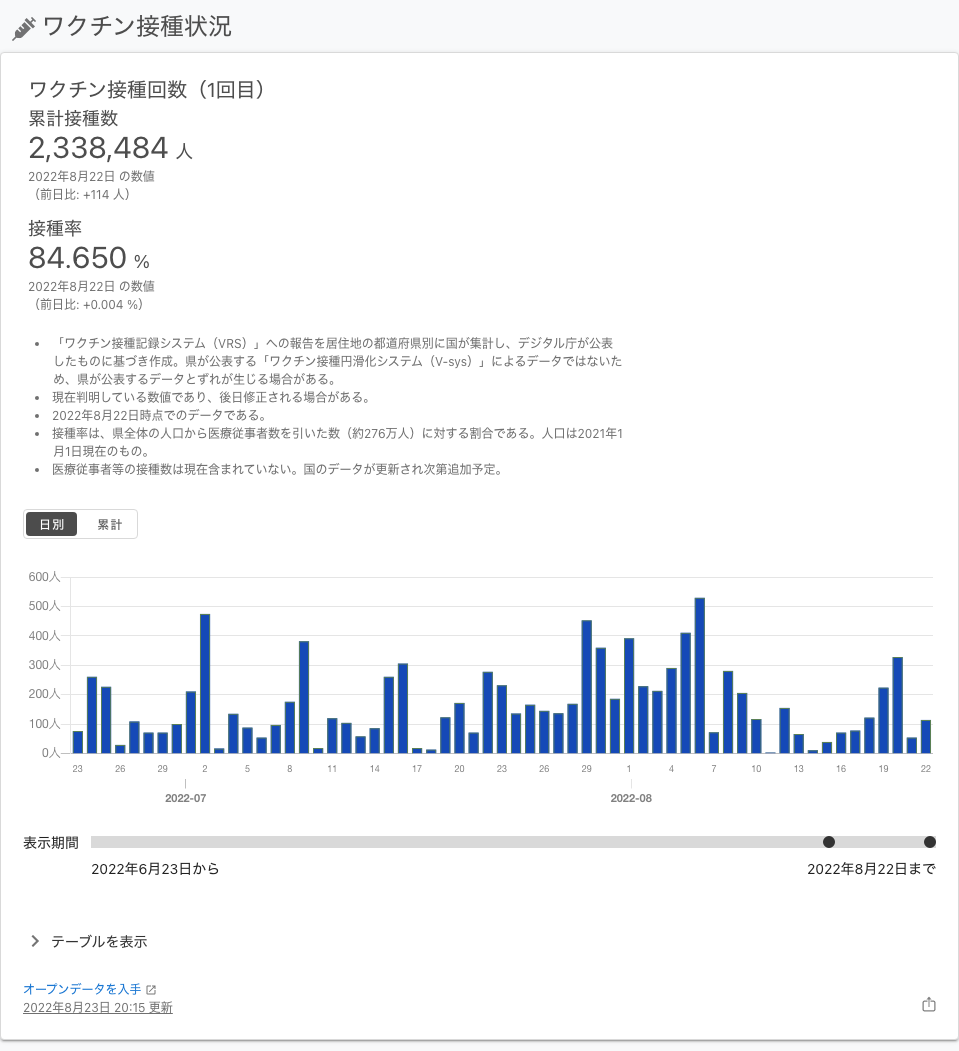 ワクチン接種状況
ワクチン接種回数（1回目）
累計接種数
2,338,484 人
2022年8月22日 の数値
（前日比: +114 人）
接種率
84.650 %
2022年8月22日 の数値
（前日比: +0.004 %）
• 「ワクチン接種記録システム（VRS）」への報告を居住地の都道府県別に国が集計し、デジタル庁が公表
したものに基づき作成。県が公表する「ワクチン接種円滑化システム（V-sys）」によるデータではないた
め、県が公表するデータとずれが生じる場合がある。
• 現在判明している数値であり、後日修正される場合がある。
• 2022年8月22日時点でのデータである。
• 接種率は、県全体の人口から医療従事者数を引いた数（約276万人）に対する割合である。人口は2021年1
月1日現在のもの。
• 医療従事者等の接種数は現在含まれていない。国のデータが更新され次第追加予定。
日別 累計
600人
500人
400人
300人
200人
100人
0人
23 26 29 2 5 8 11 14 17 20 23 26 29 1 4 7 10 13 16 19 22
2022-07 2022-08
表示期間
2022年6月23日から 2022年8月22日まで
テーブルを表示
オープンデータを入手
2022年8月23日 20:15 更新